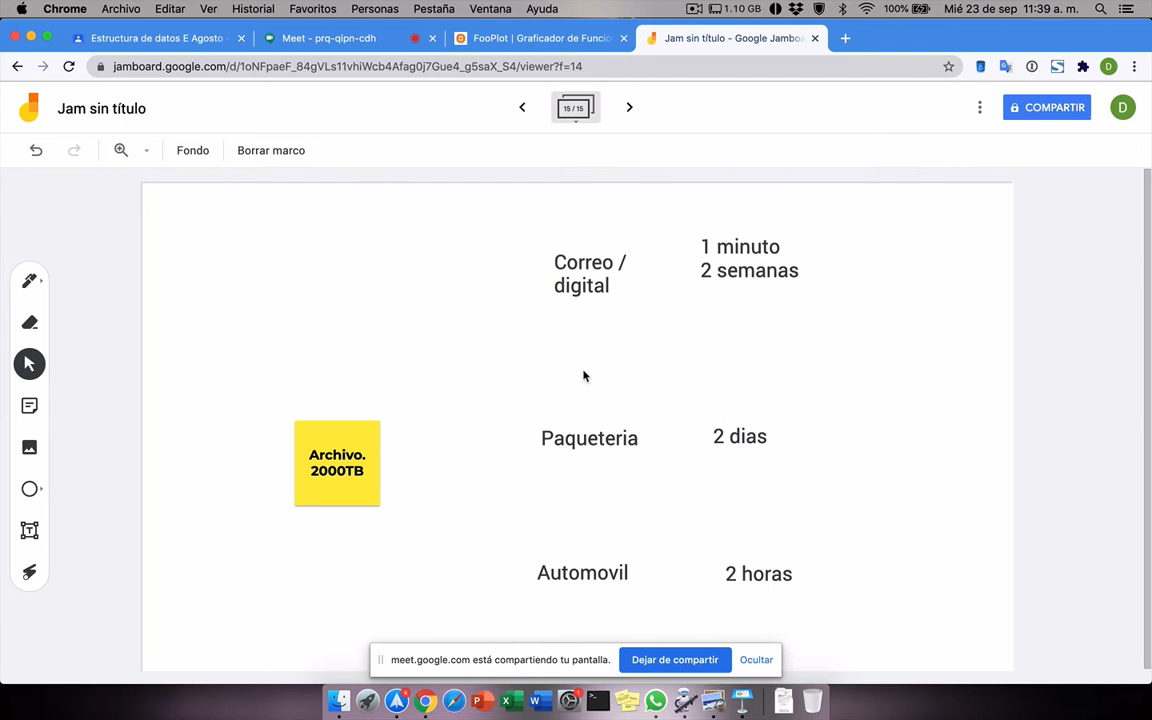 Chrome Archivo Editar Ver Historial Favoritos Personas Pestaña Ventana Ayuda 1.10 GB 100% Mié 23 de sep 11:39 a. m.
Estructura de datos E Agosto Meet - prq-qipn-cdh FooPlot | Graficador de Funcio Jam sin título - Google Jamboa
jamboard.google.com/d/1oNFpaeF_84gVLs11vhiWcb4Afag0j7Gue4_g5saX_S4/viewer?f=14 D
Jam sin título 15 / 15 COMPARTIR D
Fondo Borrar marco
Correo /
digital
1 minuto
2 semanas
Archivo.
2000TB
Paqueteria 2 dias
Automovil 2 horas
meet.google.com está compartiendo tu pantalla. Dejar de compartir Ocultar